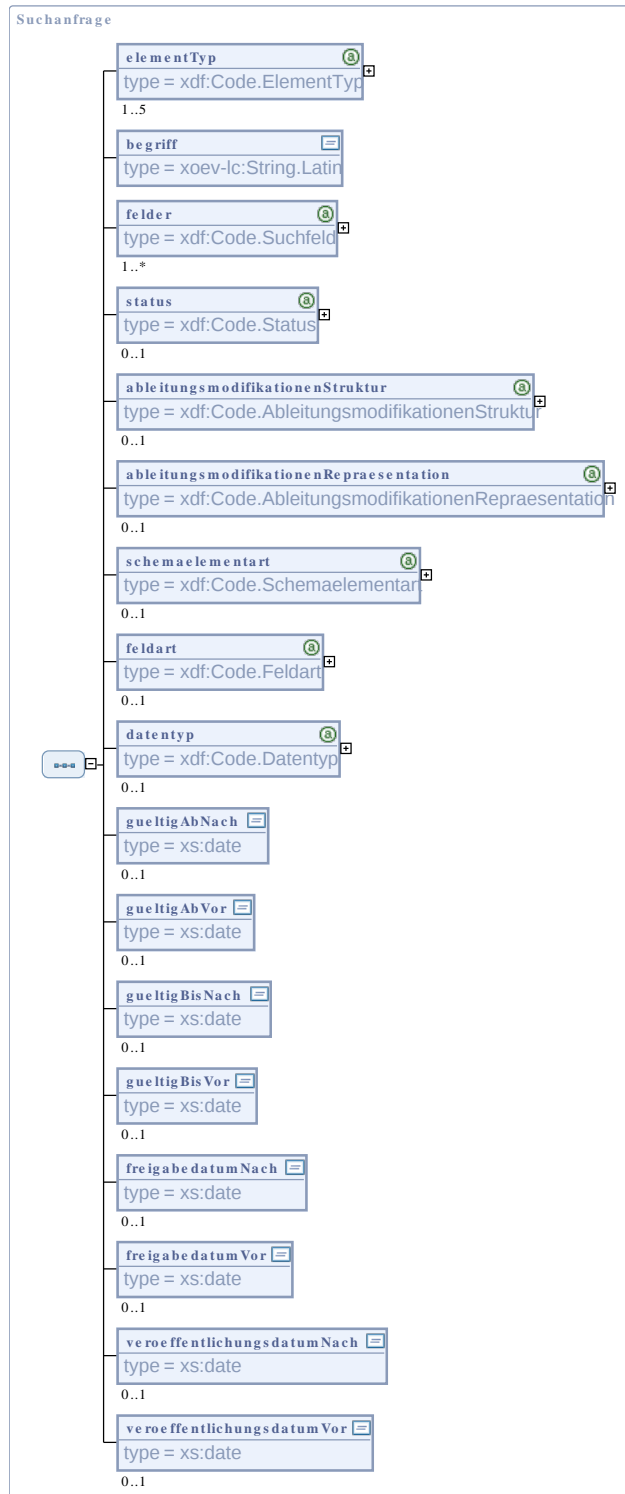 Suchanfrage
elementTyp
type = xdf:Code.ElementTyp
1..5
begriff
type = xoev-lc:String.Latin
felder
type = xdf:Code.Suchfeld
1..*
status
type = xdf:Code.Status
0..1
ableitungsmodifikationenStruktur
type = xdf:Code.AbleitungsmodifikationenStruktur
0..1
ableitungsmodifikationenRepraesentation
type = xdf:Code.AbleitungsmodifikationenRepraesentation
0..1
schemaelementart
type = xdf:Code.Schemaelementart
0..1
feldart
type = xdf:Code.Feldart
0..1
datentyp
type = xdf:Code.Datentyp
0..1
gueltigAbNach
type = xs:date
0..1
gueltigAbVor
type = xs:date
0..1
gueltigBisNach
type = xs:date
0..1
gueltigBisVor
type = xs:date
0..1
freigabedatumNach
type = xs:date
0..1
freigabedatumVor
type = xs:date
0..1
veroeffentlichungsdatumNach
type = xs:date
0..1
veroeffentlichungsdatumVor
type = xs:date
0..1